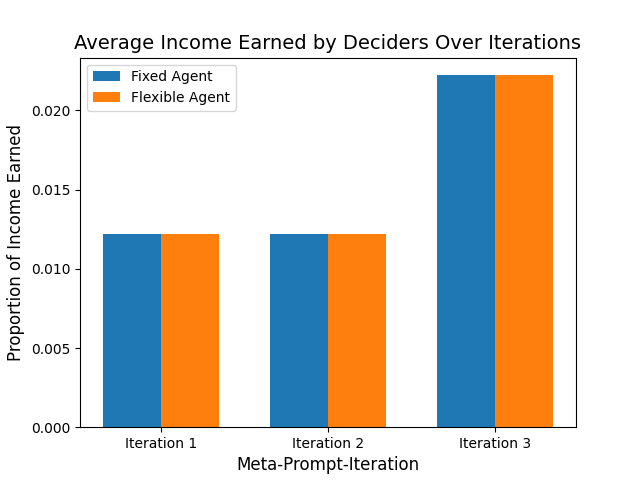 Average Income Earned by Deciders Over Iterations
Fixed Agent
Flexible Agent
Proportion of Income Earned
0.020
0.015
0.010
0.005
0.000
Iteration 1
Iteration 2
Iteration 3
Meta-Prompt-Iteration